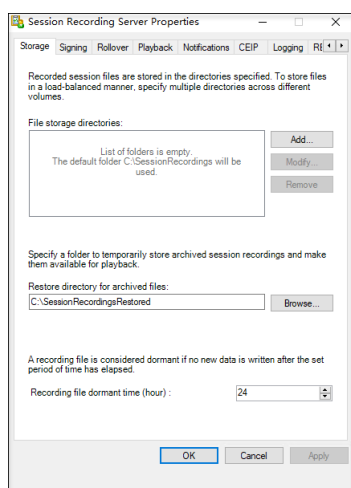 Session Recording Server Properties
Storage Signing Rollover Playback Notifications CEIP Logging
Recorded session files are stored in the directories specified. To store files
in a load-balanced manner, specify multiple directories across different
volumes.
File storage directories:
List of folders is empty.
The default folder C:\SessionRecordings will be
used.
Add...
Modify...
Remove
Specify a folder to temporarily store archived session recordings and make
them available for playback.
Restore directory for archived files:
C:\SessionRecordingsRestored
Browse...
A recording file is considered dormant if no new data is written after the set
period of time has elapsed.
Recording file dormant time (hour) :
24
OK Cancel Apply